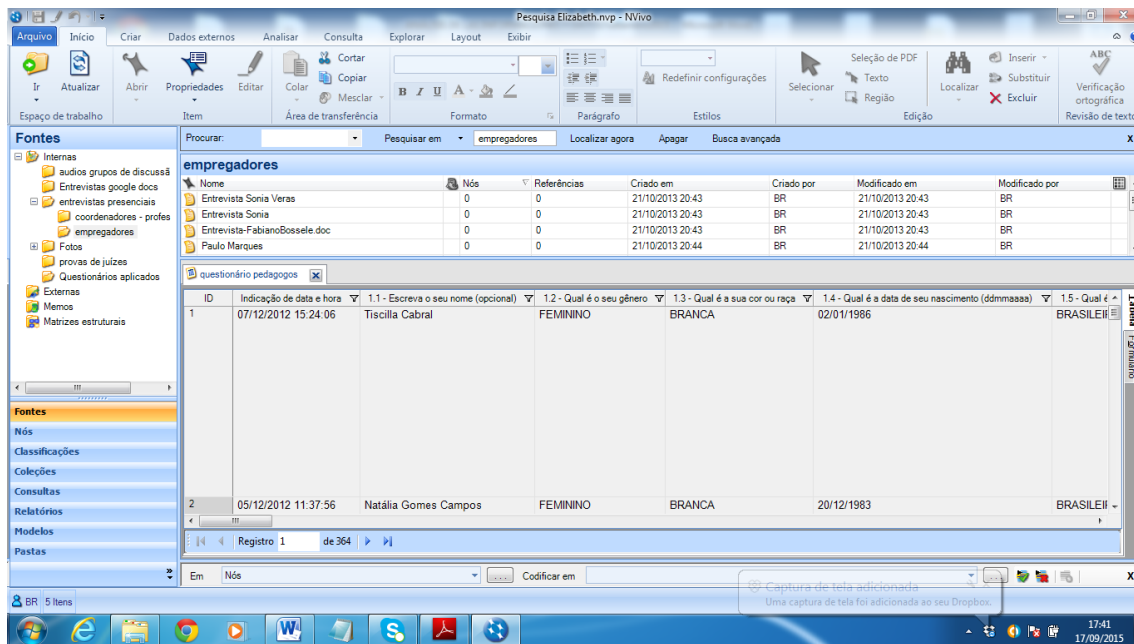 Pesquisa Elizabeth.nvp - NVivo
Arquivo Início Criar Dados externos Analisar Consulta Explorar Layout Exibir
Ir Atualizar Abrir Propriedades Editar Colar Cortar Copiar Mesclar B I U A Redefinir configurações Selecionar Seleção de PDF Texto Região Localizar Inserir Substituir Excluir ABC Verificação ortográfica
Espaço de trabalho Item Área de transferência Formato Parágrafo Estilos Edição Revisão de texto
Fontes
Internas
audios grupos de discussã
Entrevistas google docs
entrevistas presenciais
coordenadores - profes
empregadores
Fotos
provas de juízes
Questionários aplicados
Externas
Memos
Matrizes estruturais
Fontes
Nós
Classificações
Coleções
Consultas
Relatórios
Modelos
Pastas
Procurar: Pesquisar em empregadores Localizar agora Apagar Busca avançada x
empregadores
Nome Nós Referências Criado em Criado por Modificado em Modificado por
Entrevista Sonia Veras 0 0 21/10/2013 20:43 BR 21/10/2013 20:43 BR
Entrevista Sonia 0 0 21/10/2013 20:43 BR 21/10/2013 20:43 BR
Entrevista-FabianoBossele.doc 0 0 21/10/2013 20:43 BR 21/10/2013 20:43 BR
Paulo Marques 0 0 21/10/2013 20:44 BR 21/10/2013 20:44 BR
questionário pedagogos
ID Indicação de data e hora 1.1 - Escreva o seu nome (opcional) 1.2 - Qual é o seu gênero 1.3 - Qual é a sua cor ou raça 1.4 - Qual é a data de seu nascimento (ddmmaaaa) 1.5 - Qual é
1 07/12/2012 15:24:06 Tiscilla Cabral FEMININO BRANCA 02/01/1986 BRASILEIF
2 05/12/2012 11:37:56 Natália Gomes Campos FEMININO BRANCA 20/12/1983 BRASILEIF
Tabela
Formulário
Registro 1 de 364
Em Nós ... Codificar em ... x
Captura de tela adicionada
Uma captura de tela foi adicionada ao seu Dropbox.
BR 5 Itens
17:41
17/09/2015